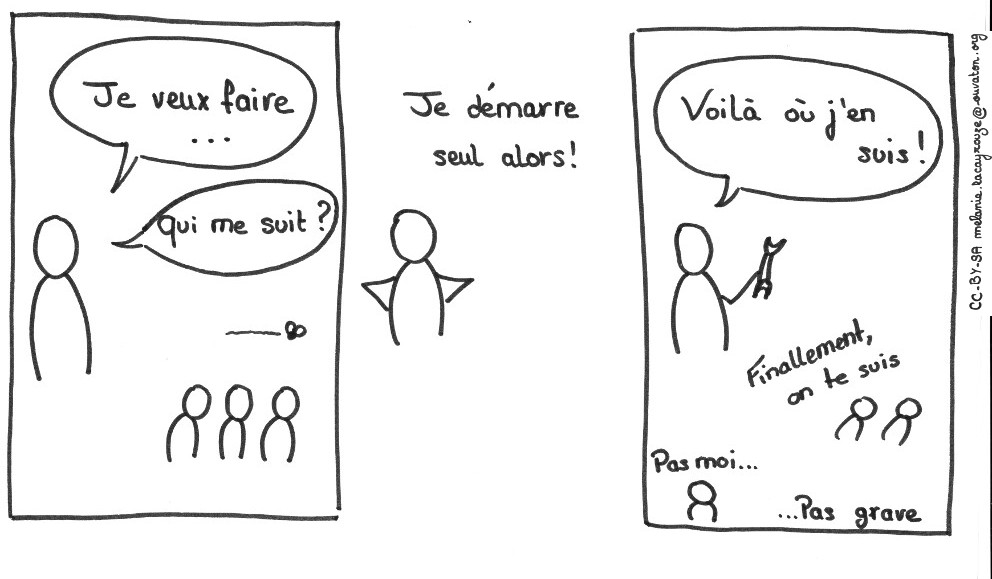 Je veux faire
...
qui me suit ?
Je démarre
seul alors!
Voilà où j'en
suis!
Finallement,
on te suis
Pas moi...
...Pas grave
CC-BY-SA melanie.lacayrouze@ouvaton.org